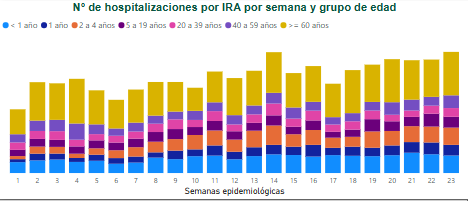 N° de hospitalizaciones por IRA por semana y grupo de edad
< 1 año 1 año 2 a 4 años 5 a 19 años 20 a 39 años 40 a 59 años >= 60 años
1 2 3 4 5 6 7 8 9 10 11 12 13 14 15 16 17 18 19 20 21 22 23
Semanas epidemiológicas